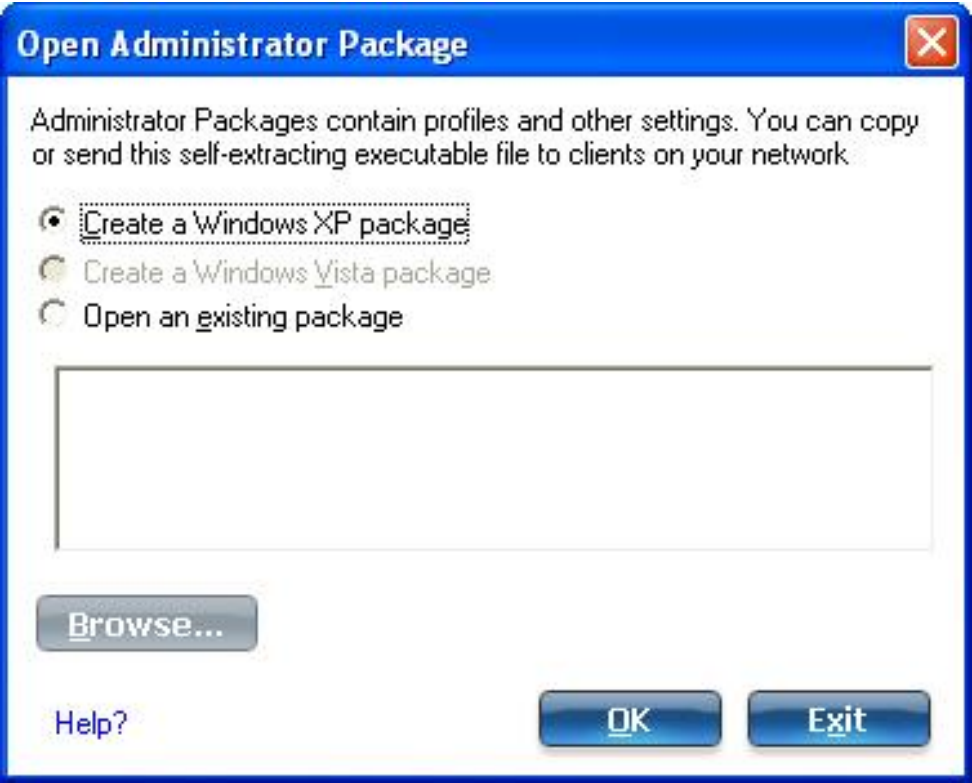 Open Administrator Package
Administrator Packages contain profiles and other settings. You can copy
or send this self-extracting executable file to clients on your network
Create a Windows XP package
Create a Windows Vista package
Open an existing package
Browse...
Help?
OK
Exit